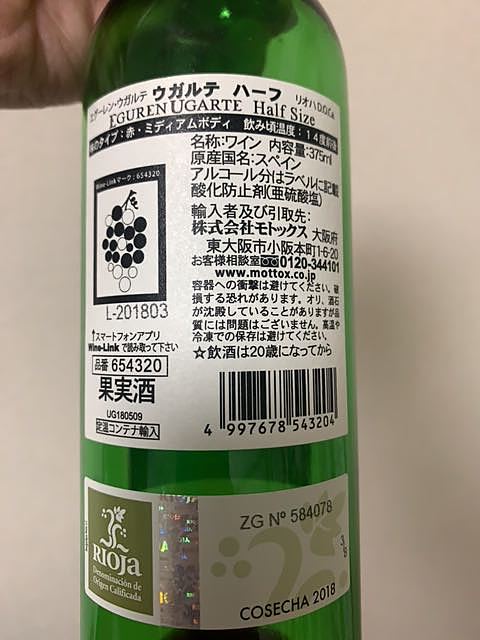 エグーレン・ウガルテ ウガルテ ハーフ リオハD.O.Ca
EGUREN UGARTE Half Size
味のタイプ：赤・ミディアムボディ 飲み頃温度：14度前後
名称:ワイン 内容量:375ml
原産国名:スペイン
アルコール分はラベルに記載
酸化防止剤(亜硫酸塩)
輸入者及び引取先:
株式会社モトックス 大阪府
東大阪市小阪本町1-6-20
お客様相談室 0120-344101
www.mottox.co.jp
容器への衝撃は避けてください。破
損する恐れがあります。オリ、酒石
が沈殿していることがありますが品
質には問題はございません。高温や
冷凍での保存は避けてください。
☆飲酒は20歳になってから
Wine-Linkマーク:654320
L-201803
↑スマートフォンアプリ
Wine-Linkで読み取って下さい
品番 654320
果実酒
UG180509
定温コンテナ輸入
4 997678 543204
RIOJa
Denominación de
Origen Calificada
ZG Nº 584078
COSECHA 2018